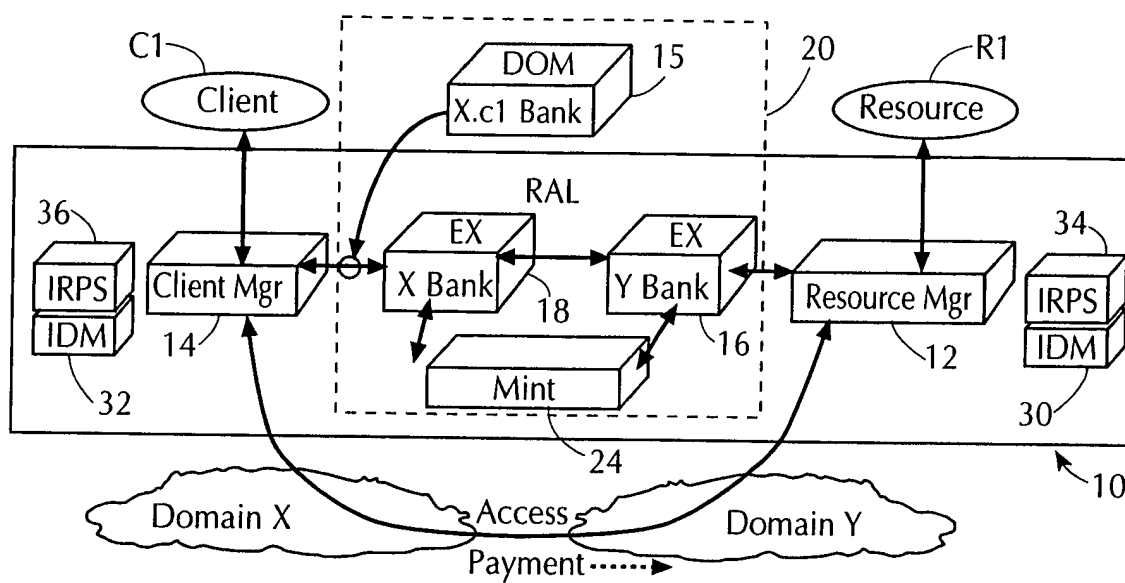 C1
Client
DOM
X.c1 Bank
15
20
R1
Resource
RAL
36
IRPS
IDM
32
Client Mgr
14
EX
X Bank
18
EX
Y Bank
16
Resource Mgr
12
34
IRPS
IDM
30
Mint
24
10
Domain X
Access
Domain Y
Payment